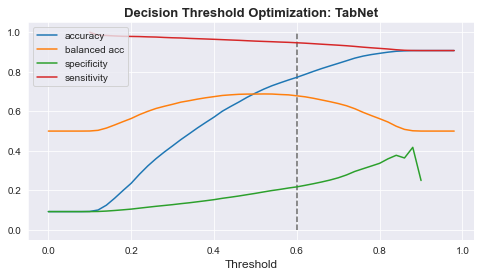 Decision Threshold Optimization: TabNet
accuracy
balanced acc
specificity
sensitivity
1.0
0.8
0.6
0.4
0.2
0.0
0.0 0.2 0.4 0.6 0.8 1.0
Threshold